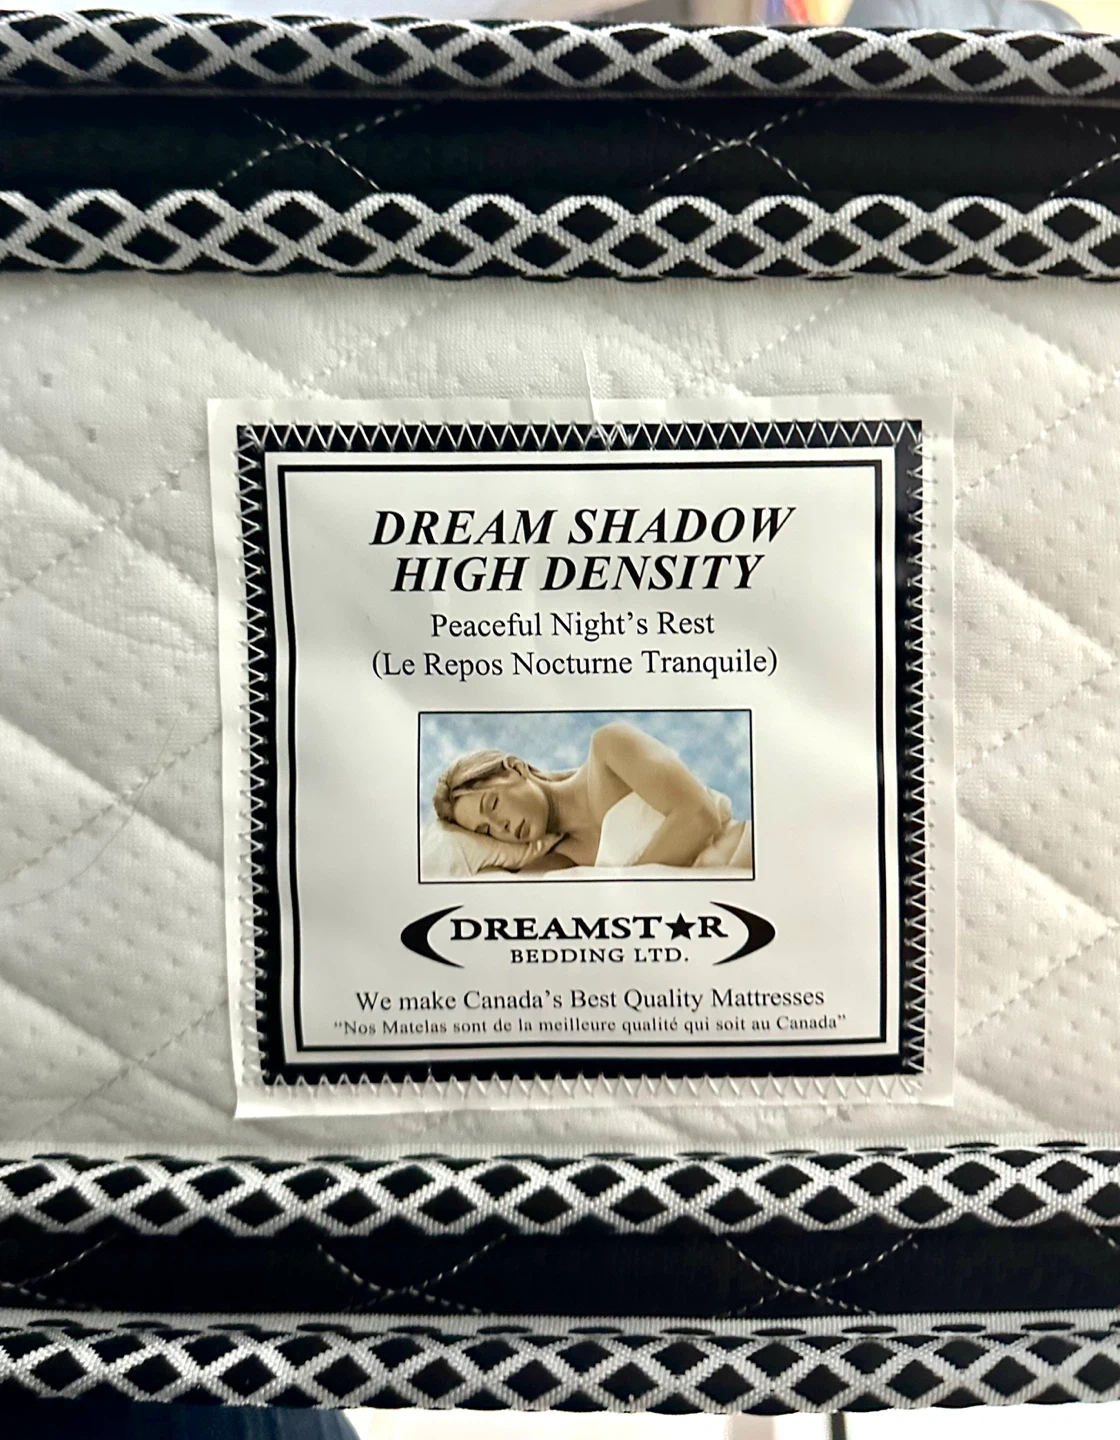 DREAM SHADOW
HIGH DENSITY
Peaceful Night's Rest
(Le Repos Nocturne Tranquile)
DREAMST★R
BEDDING LTD.
We make Canada's Best Quality Mattresses
"Nos Matelas sont de la meilleure qualité qui soit au Canada"